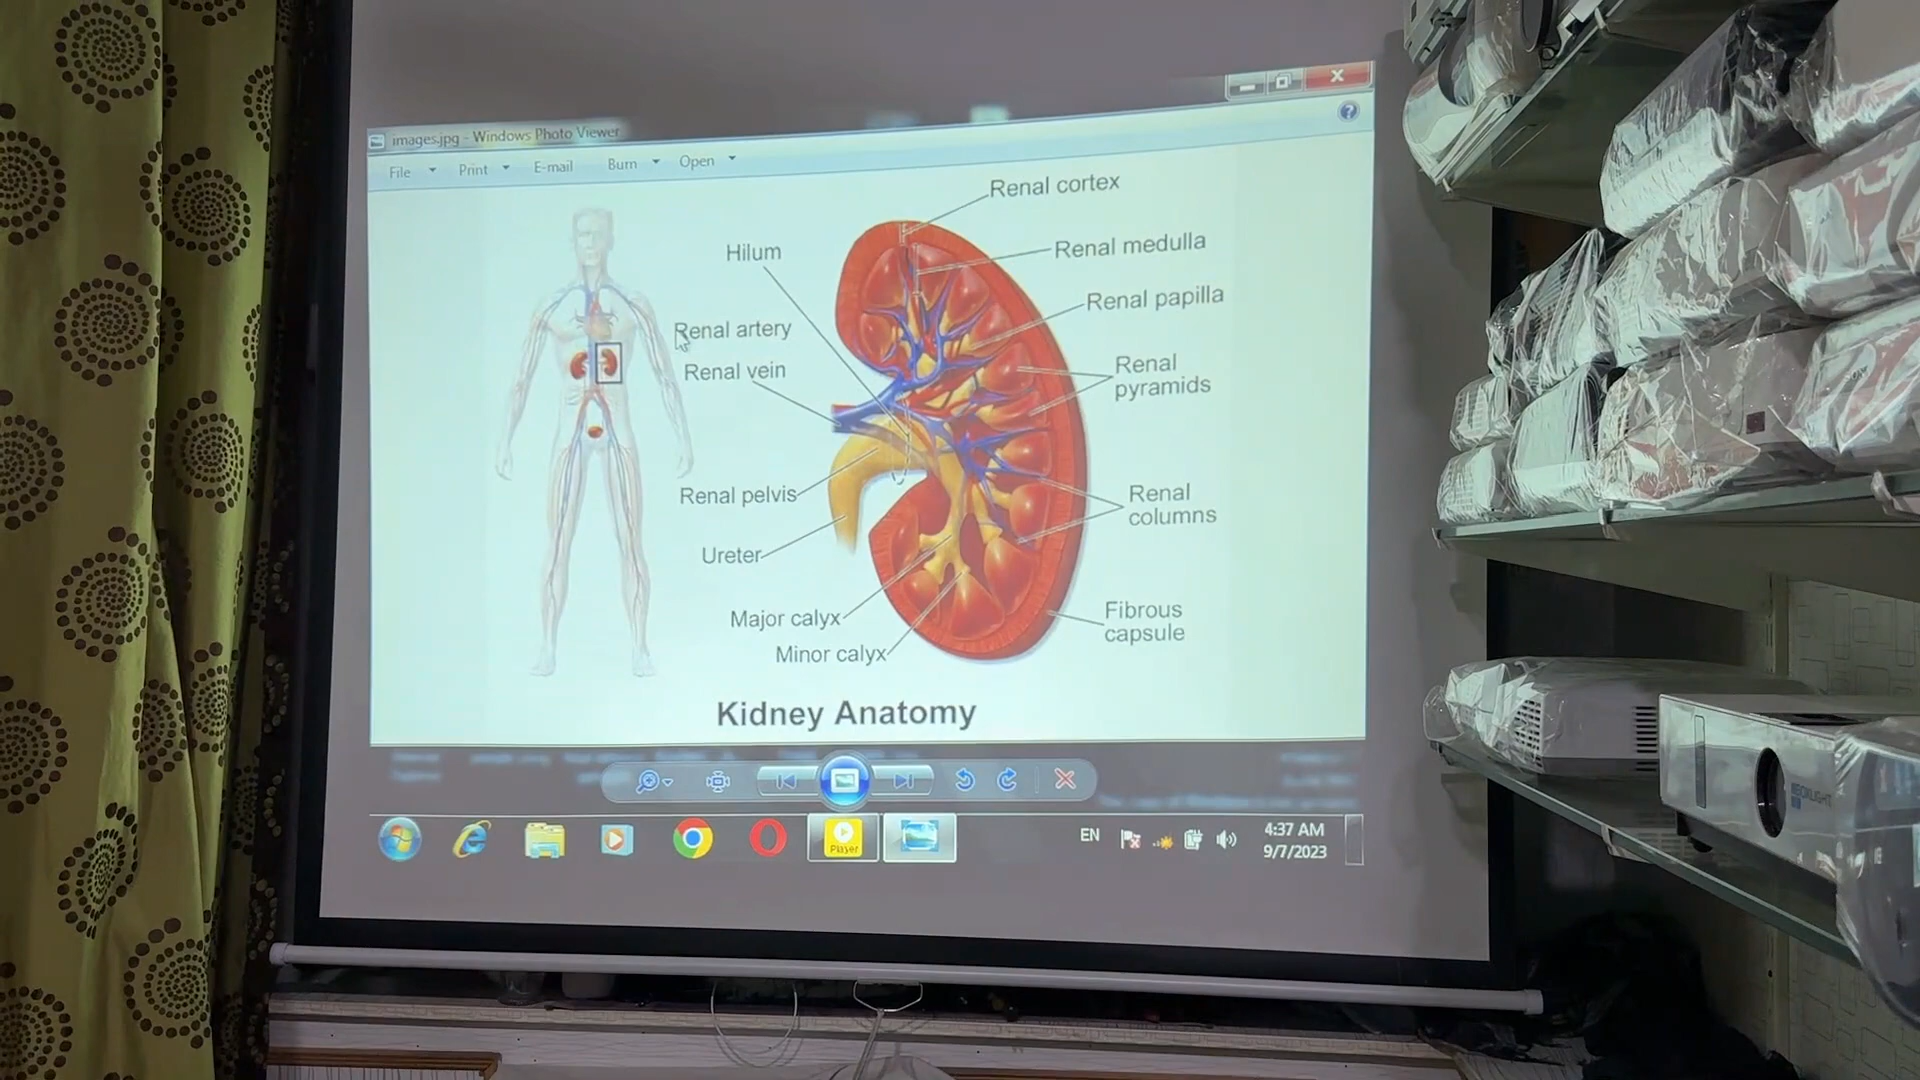 images.jpg - Windows Photo Viewer
File Print E-mail Burn Open
Renal cortex
Hilum
Renal medulla
Renal papilla
Renal artery
Renal vein
Renal
pyramids
Renal pelvis
Renal
columns
Ureter
Major calyx
Fibrous
capsule
Minor calyx
Kidney Anatomy
Player
EN
4:37 AM
9/7/2023